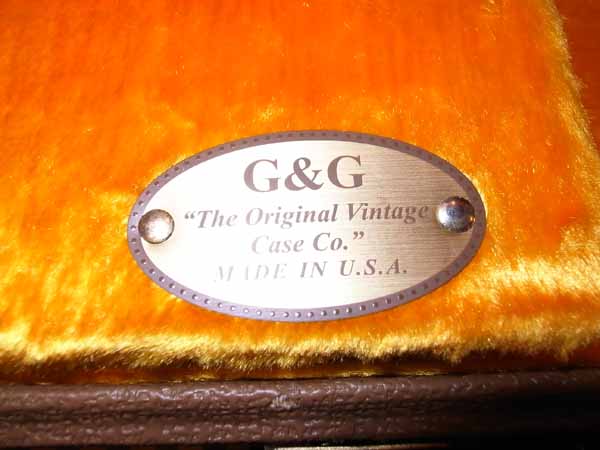 G&G
“The Original Vintage
Case Co.”
MADE IN U.S.A.